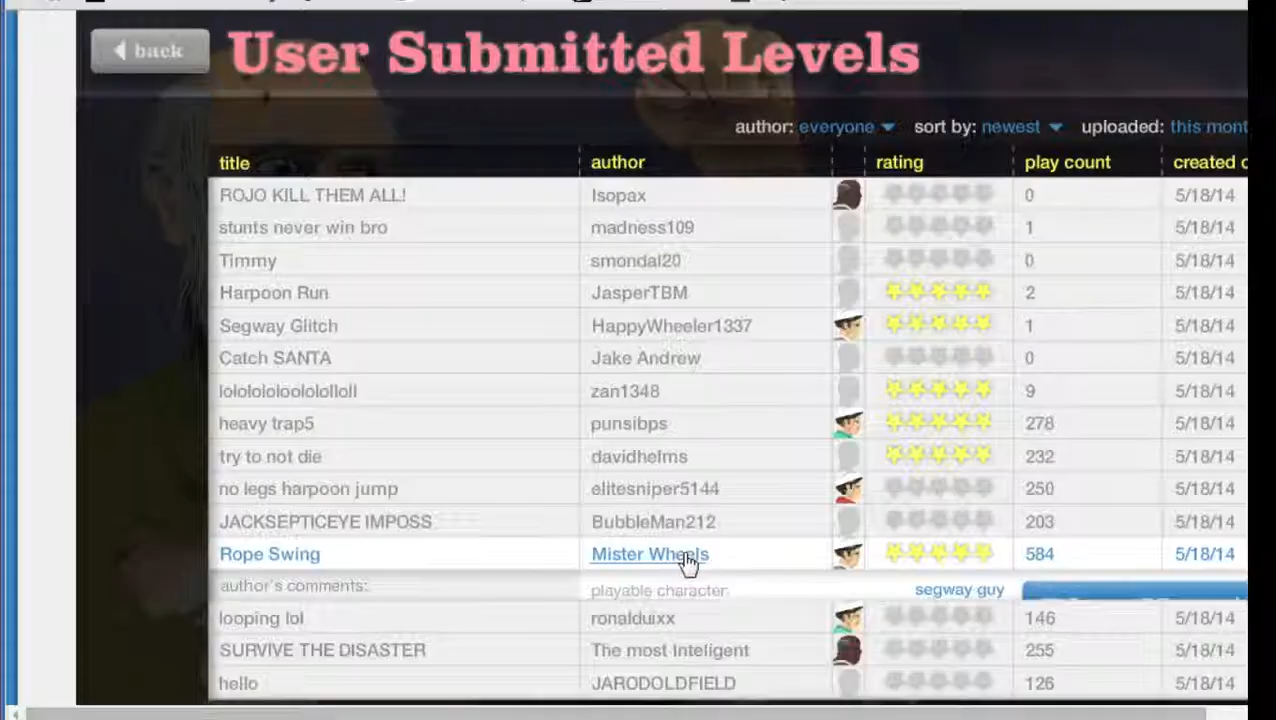 back
User Submitted Levels
author: everyone sort by: newest uploaded: this mont
title author rating play count created o
ROJO KILL THEM ALL! Isopax 0 5/18/14
stunts never win bro madness109 1 5/18/14
Timmy smondal20 0 5/18/14
Harpoon Run JasperTBM 2 5/18/14
Segway Glitch HappyWheeler1337 1 5/18/14
Catch SANTA Jake Andrew 0 5/18/14
zan1348 9 5/18/14
heavy trap5 punsibps 278 5/18/14
try to not die davidhelms 232 5/18/14
no legs harpoon jump elitesniper5144 250 5/18/14
JACKSEPTICEYE IMPOSS BubbleMan212 203 5/18/14
Rope Swing Mister Wheels 584 5/18/14
author's comments: playable character: segway guy
looping lol ronalduixx 146 5/18/14
SURVIVE THE DISASTER The most Inteligent 255 5/18/14
hello JARODOLDFIELD 126 5/18/14